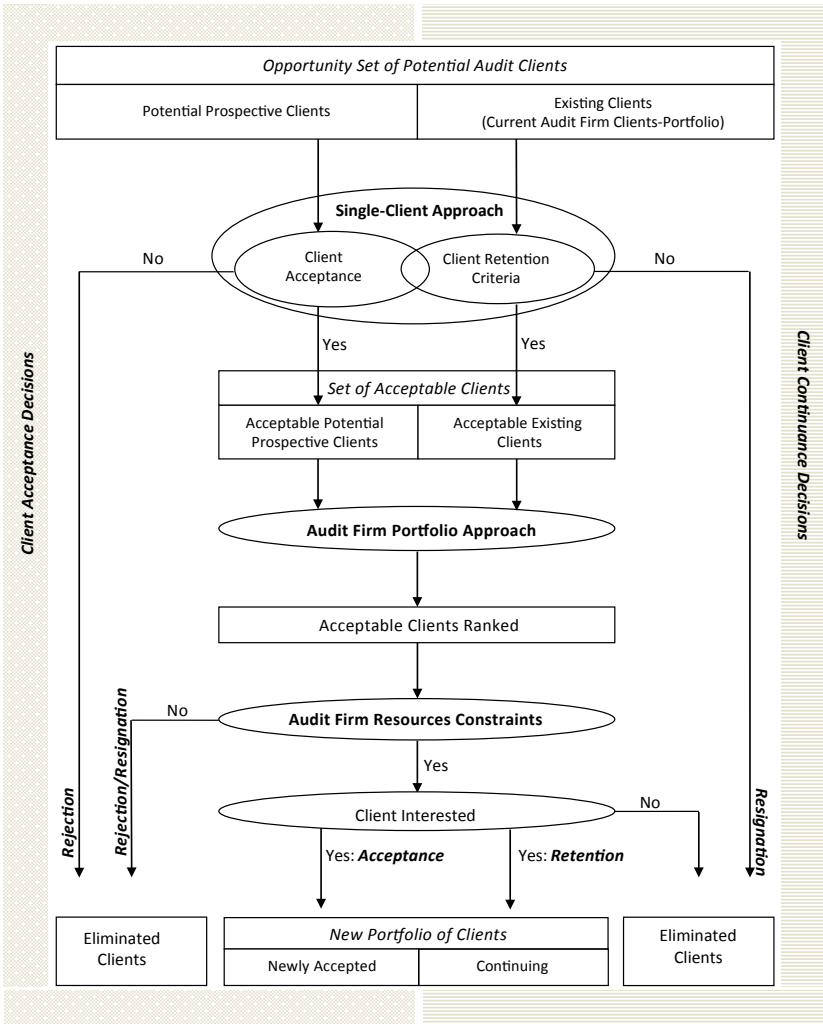 Opportunity Set of Potential Audit Clients
Potential Prospective Clients
Existing Clients
(Current Audit Firm Clients-Portfolio)
Single-Client Approach
Client
Acceptance
Client Retention
Criteria
No
No
Yes
Yes
Client Acceptance Decisions
Client Continuance Decisions
Set of Acceptable Clients
Acceptable Potential
Prospective Clients
Acceptable Existing
Clients
Audit Firm Portfolio Approach
Acceptable Clients Ranked
Audit Firm Resources Constraints
No
Yes
Client Interested
No
Rejection
Rejection/Resignation
Resignation
Yes: Acceptance
Yes: Retention
Eliminated
Clients
New Portfolio of Clients
Newly Accepted
Continuing
Eliminated
Clients